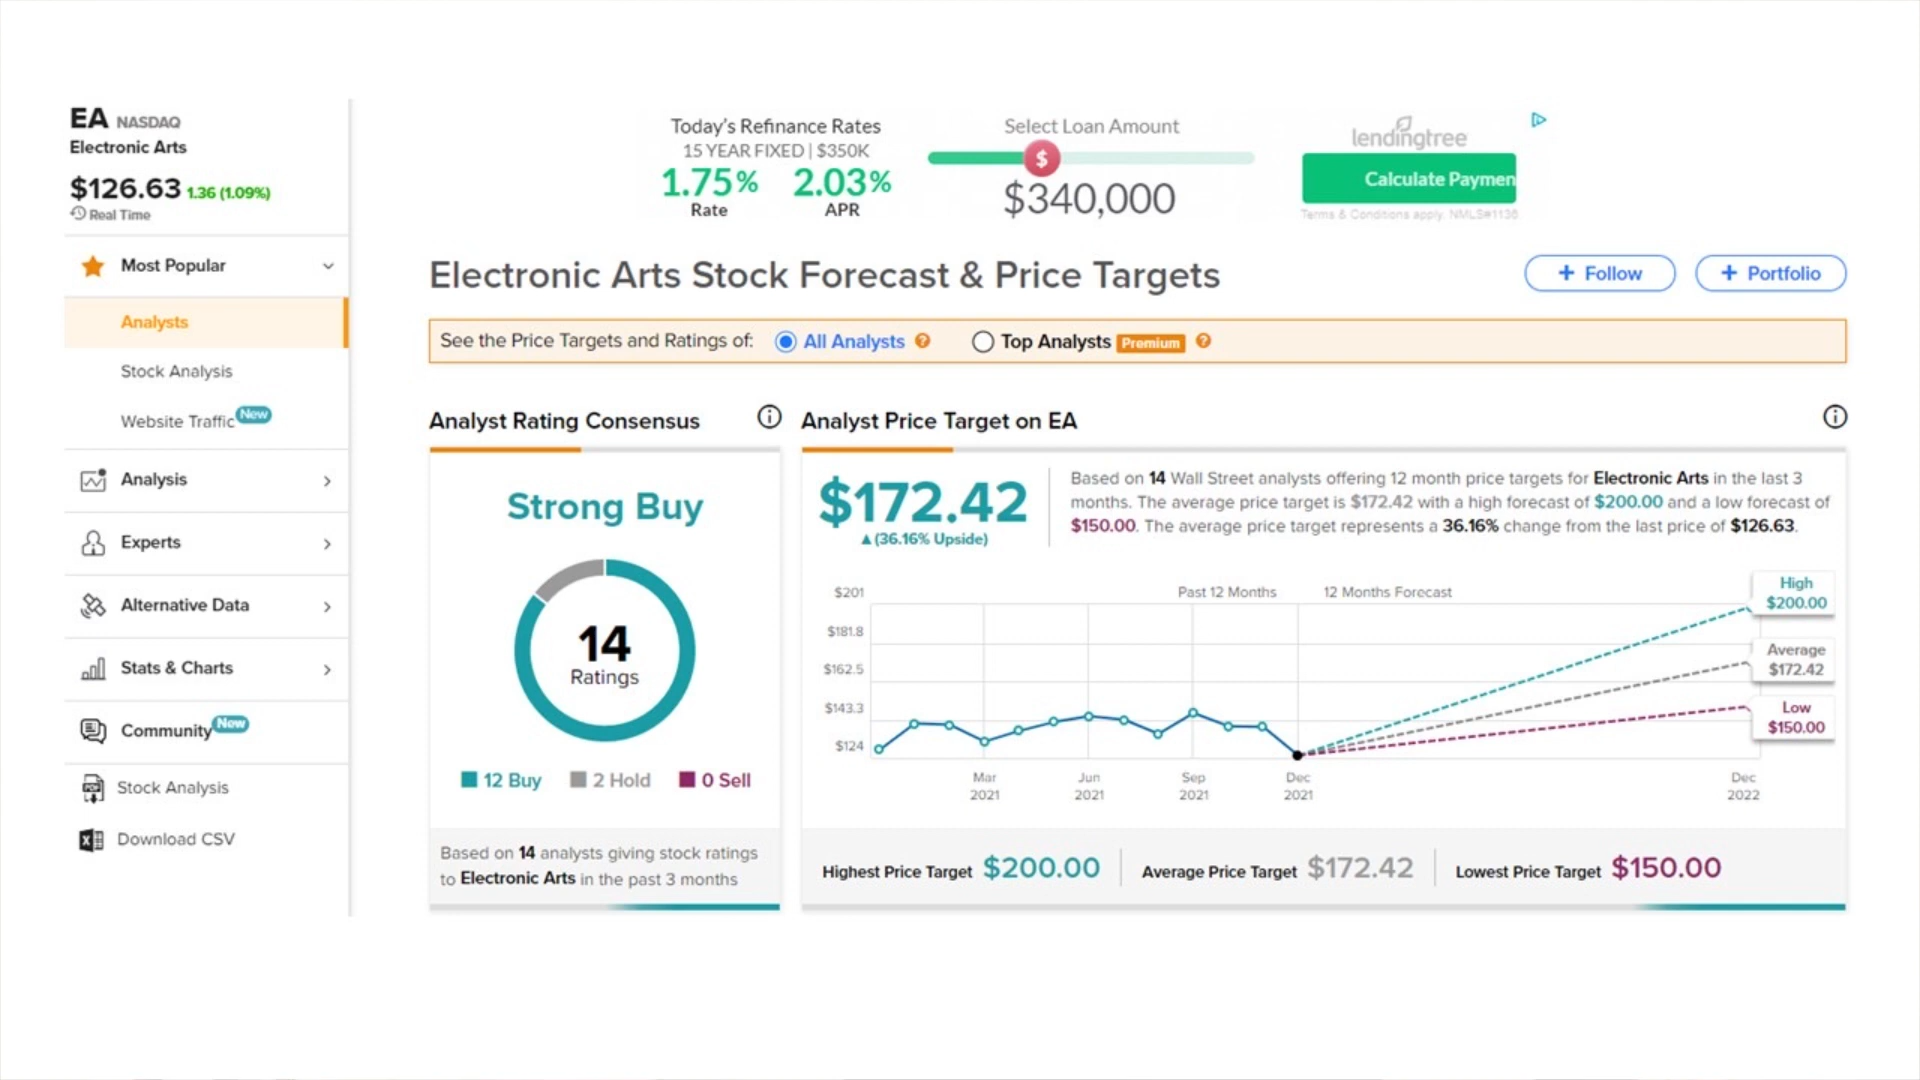 EA NASDAQ
Electronic Arts
$126.63 1.36 (1.09%)
Real Time
Most Popular
Analysts
Stock Analysis
Website Traffic New
Analysis
Experts
Alternative Data
Stats & Charts
Community New
Stock Analysis
Download CSV
Today's Refinance Rates
15 YEAR FIXED | $350K
1.75% 2.03%
Rate APR
Select Loan Amount
$
$340,000
lendingtree
Calculate Paymen
Terms & Conditions apply. NMLS#1136
Electronic Arts Stock Forecast & Price Targets
+ Follow
+ Portfolio
See the Price Targets and Ratings of: All Analysts ? Top Analysts Premium ?
Analyst Rating Consensus
Strong Buy
14
Ratings
12 Buy 2 Hold 0 Sell
Based on 14 analysts giving stock ratings
to Electronic Arts in the past 3 months
Analyst Price Target on EA
$172.42
▲(36.16% Upside)
Based on 14 Wall Street analysts offering 12 month price targets for Electronic Arts in the last 3
months. The average price target is $172.42 with a high forecast of $200.00 and a low forecast of
$150.00. The average price target represents a 36.16% change from the last price of $126.63.
Past 12 Months 12 Months Forecast
$201
$181.8
$162.5
$143.3
$124
High
$200.00
Average
$172.42
Low
$150.00
Mar Jun Sep Dec Dec
2021 2021 2021 2021 2022
Highest Price Target $200.00 Average Price Target $172.42 Lowest Price Target $150.00